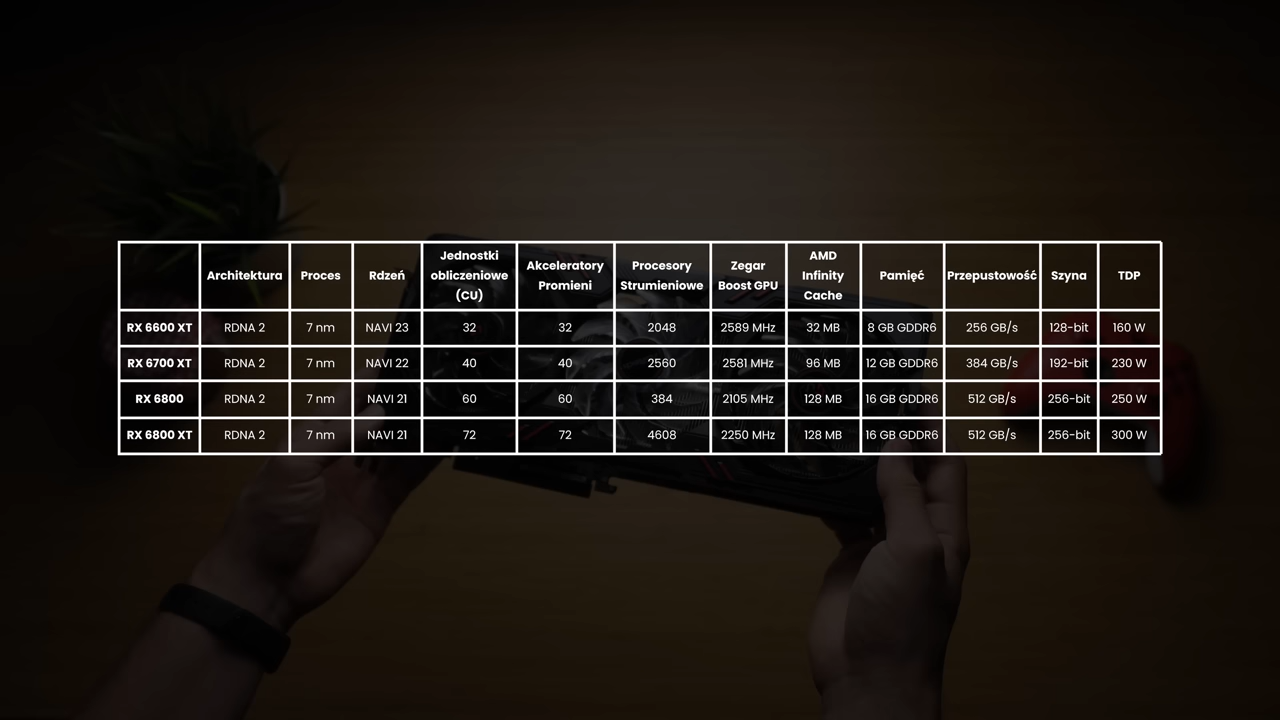 Architektura Proces Rdzeń Jednostki obliczeniowe (CU) Akceleratory Promieni Procesory Strumieniowe Zegar Boost GPU AMD Infinity Cache Pamięć Przepustowość Szyna TDP
RX 6600 XT RDNA 2 7 nm NAVI 23 32 32 2048 2589 MHz 32 MB 8 GB GDDR6 256 GB/s 128-bit 160 W
RX 6700 XT RDNA 2 7 nm NAVI 22 40 40 2560 2581 MHz 96 MB 12 GB GDDR6 384 GB/s 192-bit 230 W
RX 6800 RDNA 2 7 nm NAVI 21 60 60 384 2105 MHz 128 MB 16 GB GDDR6 512 GB/s 256-bit 250 W
RX 6800 XT RDNA 2 7 nm NAVI 21 72 72 4608 2250 MHz 128 MB 16 GB GDDR6 512 GB/s 256-bit 300 W